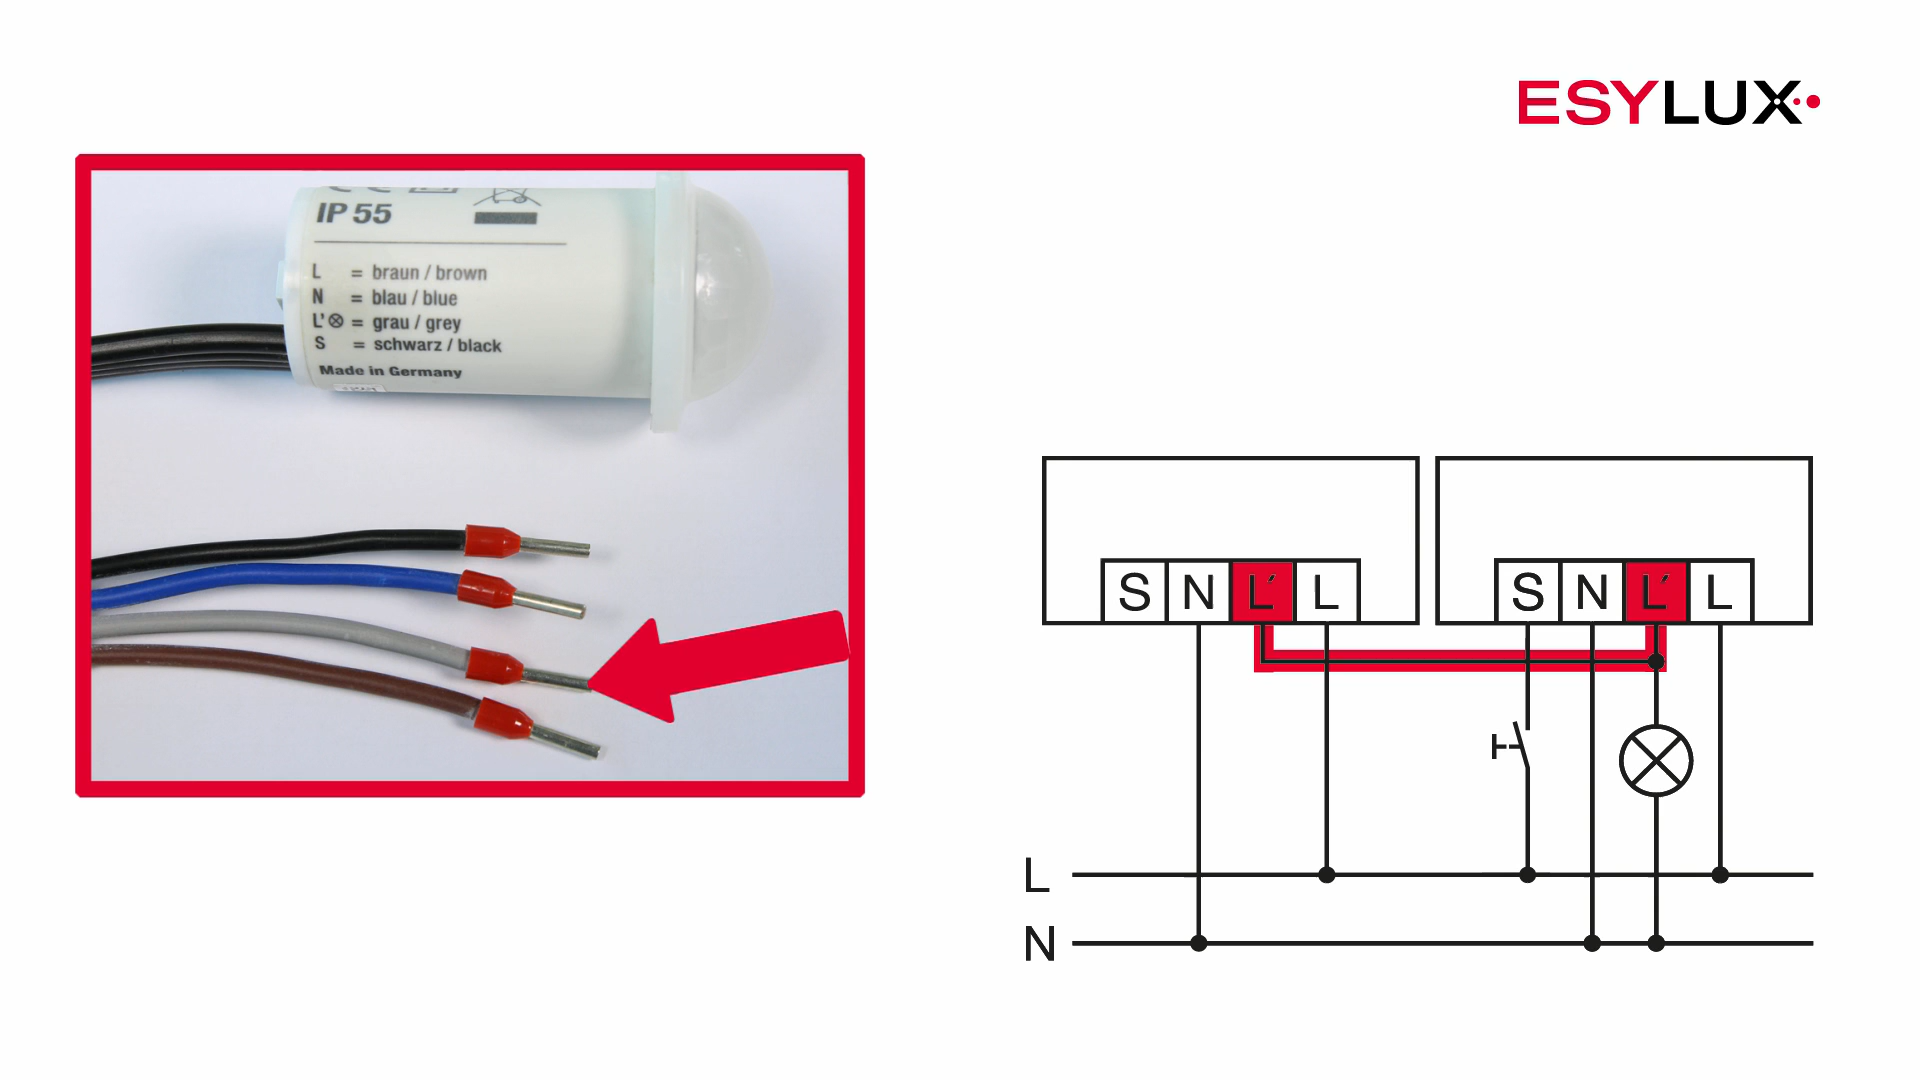 ESYLUX
IP 55
L = braun / brown
N = blau / blue
L'⊗ = grau / grey
S = schwarz / black
Made in Germany
S N L' L
S N L' L
L
N